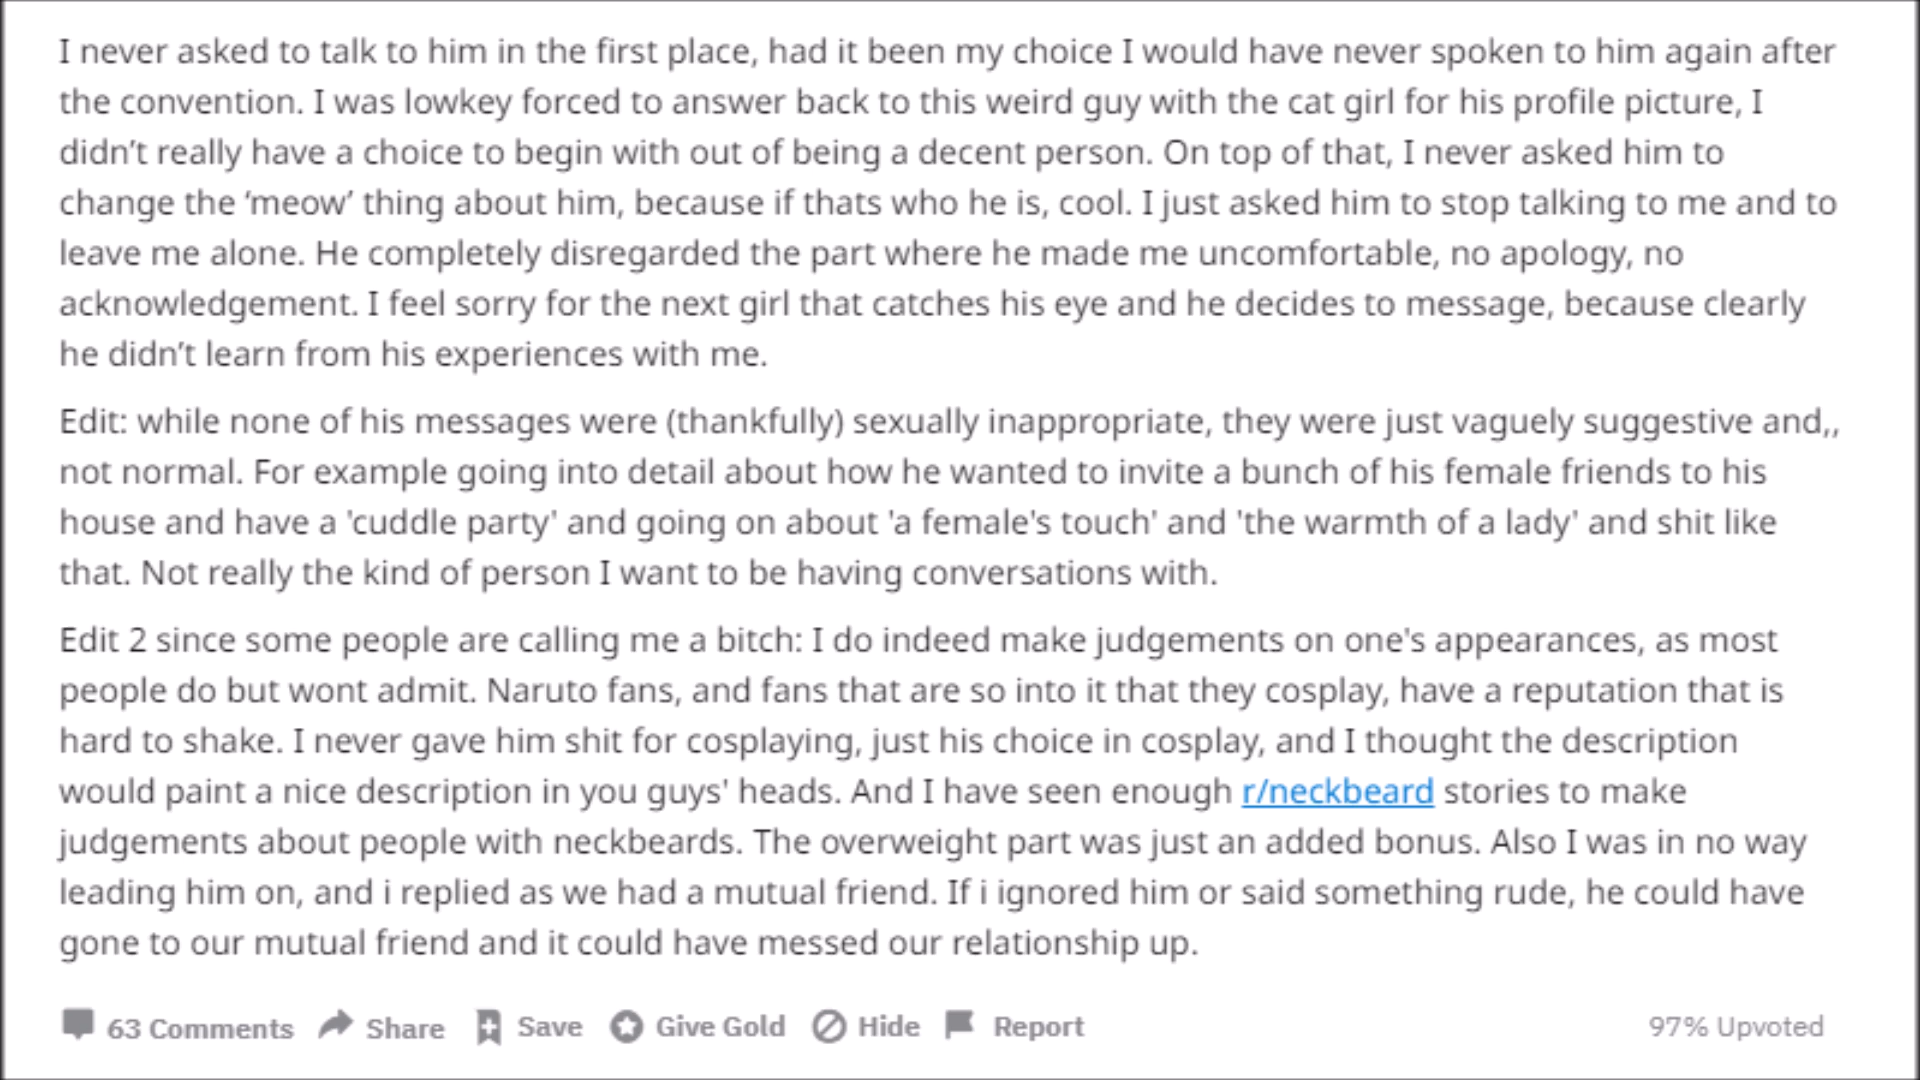 I never asked to talk to him in the first place, had it been my choice I would have never spoken to him again after
the convention. I was lowkey forced to answer back to this weird guy with the cat girl for his profile picture, I
didn’t really have a choice to begin with out of being a decent person. On top of that, I never asked him to
change the ‘meow’ thing about him, because if thats who he is, cool. I just asked him to stop talking to me and to
leave me alone. He completely disregarded the part where he made me uncomfortable, no apology, no
acknowledgement. I feel sorry for the next girl that catches his eye and he decides to message, because clearly
he didn’t learn from his experiences with me.
Edit: while none of his messages were (thankfully) sexually inappropriate, they were just vaguely suggestive and,,
not normal. For example going into detail about how he wanted to invite a bunch of his female friends to his
house and have a 'cuddle party' and going on about 'a female's touch' and 'the warmth of a lady' and shit like
that. Not really the kind of person I want to be having conversations with.
Edit 2 since some people are calling me a bitch: I do indeed make judgements on one's appearances, as most
people do but wont admit. Naruto fans, and fans that are so into it that they cosplay, have a reputation that is
hard to shake. I never gave him shit for cosplaying, just his choice in cosplay, and I thought the description
would paint a nice description in you guys' heads. And I have seen enough r/neckbeard stories to make
judgements about people with neckbeards. The overweight part was just an added bonus. Also I was in no way
leading him on, and i replied as we had a mutual friend. If i ignored him or said something rude, he could have
gone to our mutual friend and it could have messed our relationship up.
63 Comments Share Save Give Gold Hide Report 97% Upvoted